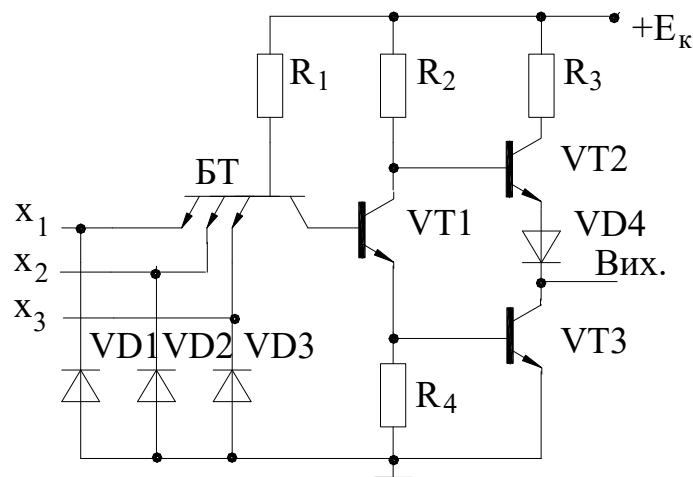 +Eк
R1 R2 R3
БТ
VT2
x1
VT1
VD4
x2
Вих.
x3
VD1 VD2 VD3
VT3
R4